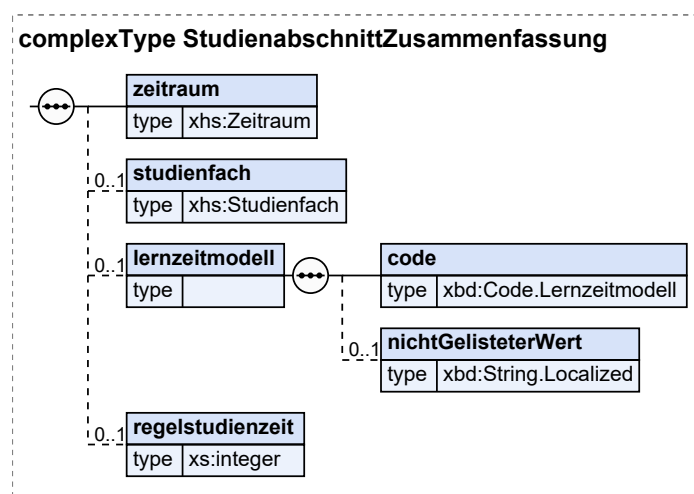 complexType StudienabschnittZusammenfassung
zeitraum
type xhs:Zeitraum
0..1 studienfach
type xhs:Studienfach
0..1 lernzeitmodell
type
code
type xbd:Code.Lernzeitmodell
0..1 nichtGelisteterWert
type xbd:String.Localized
0..1 regelstudienzeit
type xs:integer